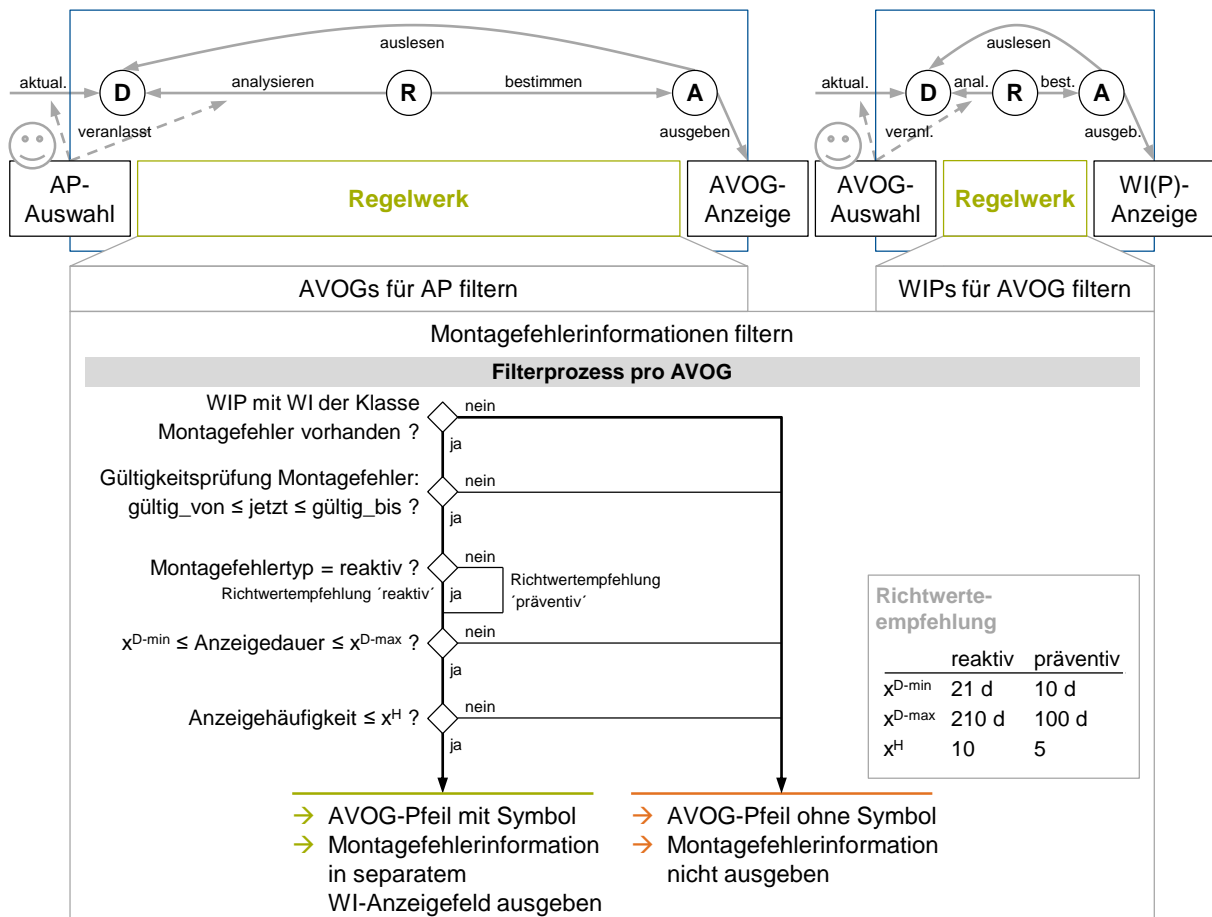 auslesen
aktual.
D
analysieren
R
bestimmen
A
veranlasst
ausgeben
AP-
Auswahl
Regelwerk
AVOG-
Anzeige
auslesen
aktual.
D
anal.
R
best.
A
veranl.
ausgeb.
AVOG-
Auswahl
Regelwerk
WI(P)-
Anzeige
AVOGs für AP filtern
WIPs für AVOG filtern
Montagefehlerinformationen filtern
Filterprozess pro AVOG
WIP mit WI der Klasse
Montagefehler vorhanden ?
nein
ja
Gültigkeitsprüfung Montagefehler:
gültig_von ≤ jetzt ≤ gültig_bis ?
nein
ja
Montagefehlertyp = reaktiv ?
Richtwertempfehlung ´reaktiv´
nein
ja
Richtwertempfehlung
´präventiv´
x^D-min ≤ Anzeigedauer ≤ x^D-max ?
nein
ja
Anzeigehäufigkeit ≤ x^H ?
nein
ja
Richtwerte-
empfehlung
reaktiv präventiv
x^D-min 21 d 10 d
x^D-max 210 d 100 d
x^H 10 5
→ AVOG-Pfeil mit Symbol
→ Montagefehlerinformation
in separatem
WI-Anzeigefeld ausgeben
→ AVOG-Pfeil ohne Symbol
→ Montagefehlerinformation
nicht ausgeben